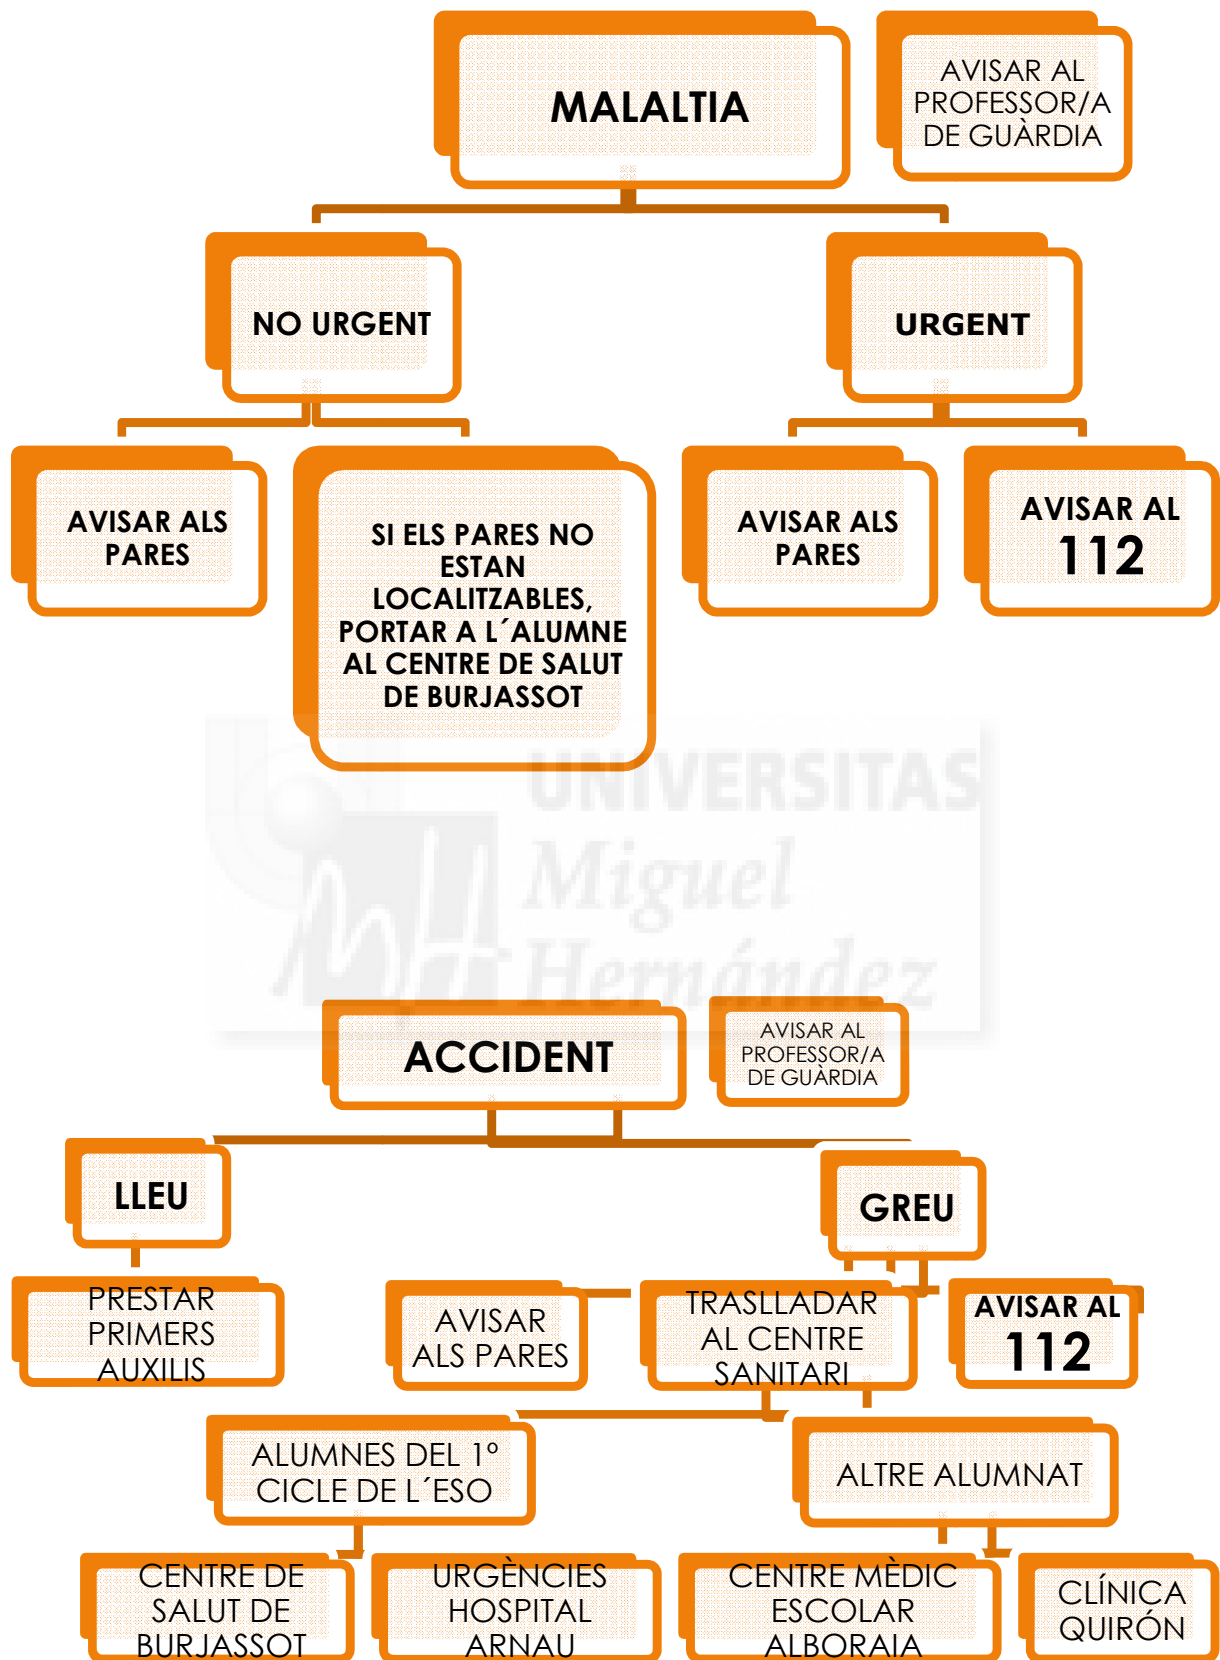 MALALTIA
AVISAR AL
PROFESSOR/A
DE GUÀRDIA
NO URGENT
URGENT
AVISAR ALS
PARES
SI ELS PARES NO
ESTAN
LOCALITZABLES,
PORTAR A L´ALUMNE
AL CENTRE DE SALUT
DE BURJASSOT
AVISAR ALS
PARES
AVISAR AL
112
UNIVERSITAS
Miguel
Hernández
ACCIDENT
AVISAR AL
PROFESSOR/A
DE GUÀRDIA
LLEU
GREU
PRESTAR
PRIMERS
AUXILIS
AVISAR
ALS PARES
TRASLLADAR
AL CENTRE
SANITARI
AVISAR AL
112
ALUMNES DEL 1º
CICLE DE L´ESO
ALTRE ALUMNAT
CENTRE DE
SALUT DE
BURJASSOT
URGÈNCIES
HOSPITAL
ARNAU
CENTRE MÈDIC
ESCOLAR
ALBORAIA
CLÍNICA
QUIRÓN